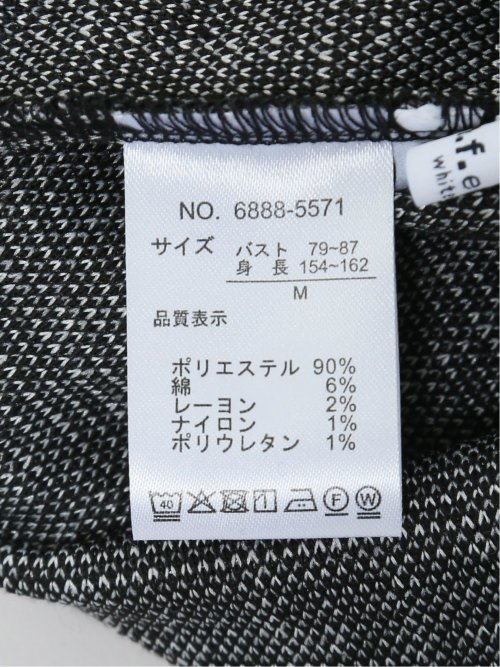 f.e
whit
NO. 6888-5571
サイズ バスト 79~87
身長 154~162
M
品質表示
ポリエステル 90%
綿 6%
レーヨン 2%
ナイロン 1%
ポリウレタン 1%
40 F W